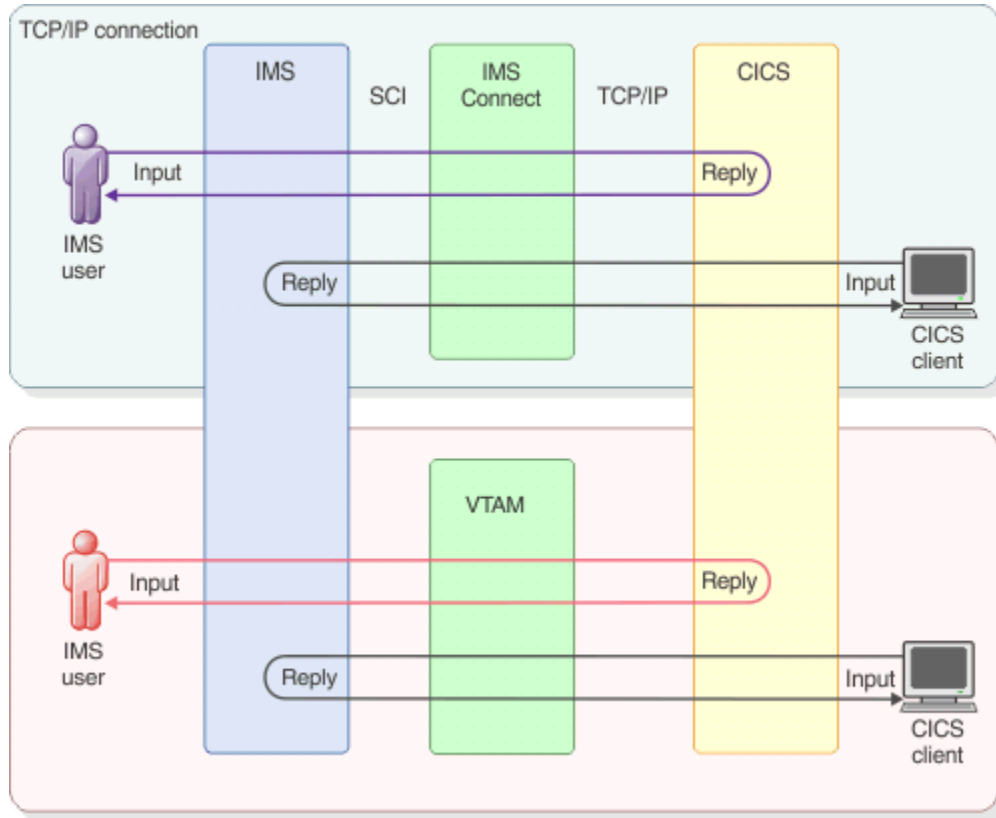 TCP/IP connection
IMS
SCI
IMS
Connect
TCP/IP
CICS
Input
Reply
IMS
user
Reply
Input
CICS
client
VTAM
Input
Reply
IMS
user
Reply
Input
CICS
client